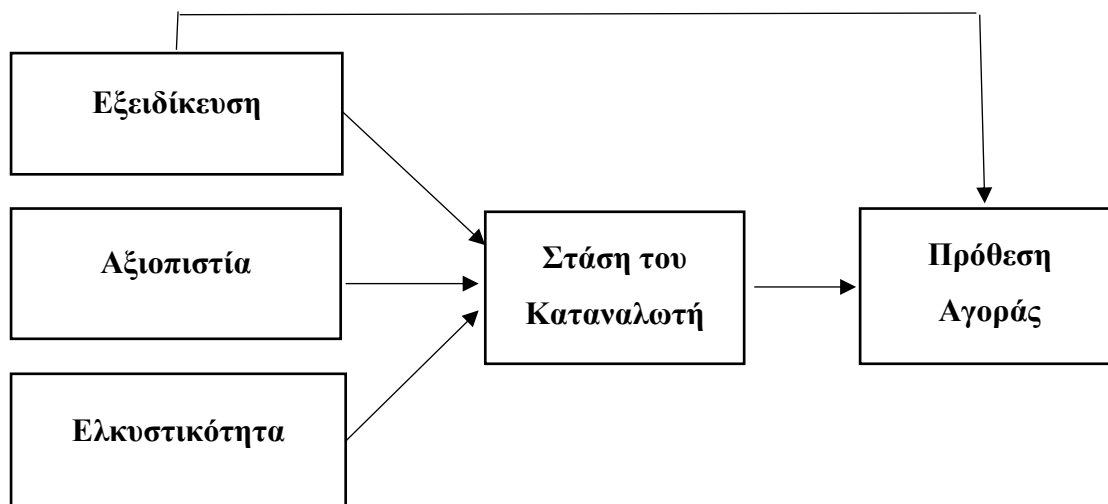 Εξειδίκευση
Αξιοπιστία
Ελκυστικότητα
Στάση του
Καταναλωτή
Πρόθεση
Αγοράς